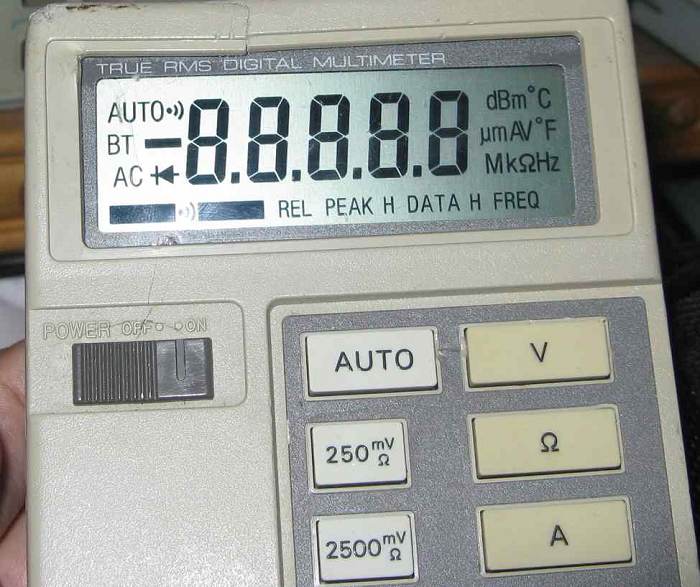 TRUE RMS DIGITAL MULTIMETER
AUTO dBm°C
BT -8.8.8.8.8 µmAV°F
AC MkΩHz
REL PEAK H DATA H FREQ
POWER OFF ON
AUTO V
250 mV Ω Ω
2500 mV Ω A